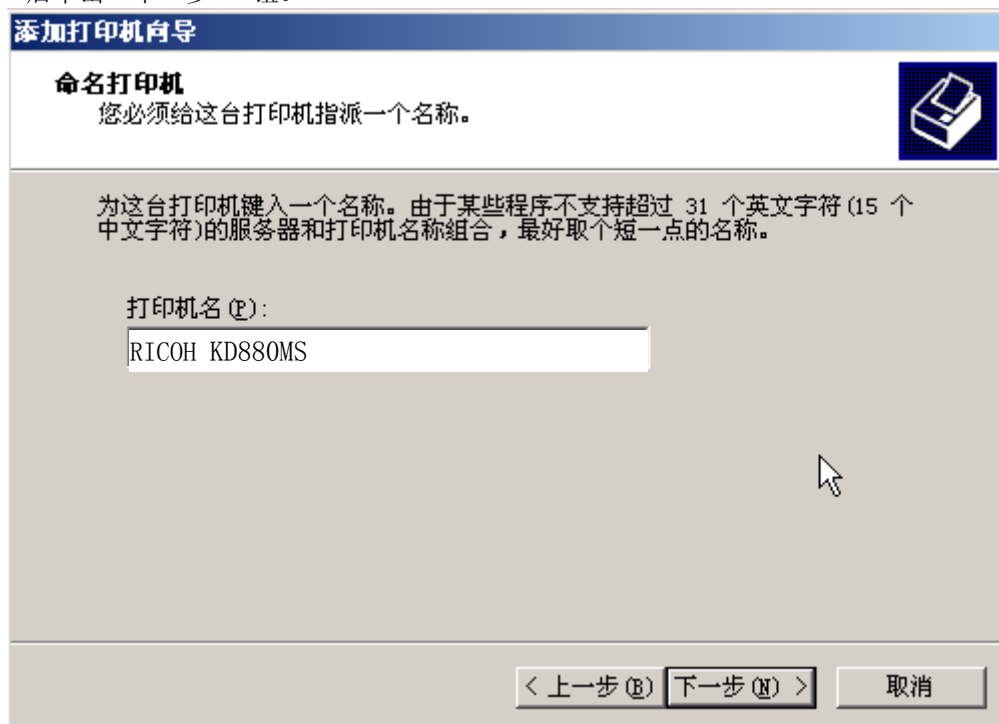 添加打印机向导
命名打印机
您必须给这台打印机指派一个名称。
为这台打印机键入一个名称。由于某些程序不支持超过 31 个英文字符(15 个
中文字符)的服务器和打印机名称组合，最好取个短一点的名称。
打印机名(P):
RICOH KD880MS
< 上一步(B) 下一步(N) > 取消